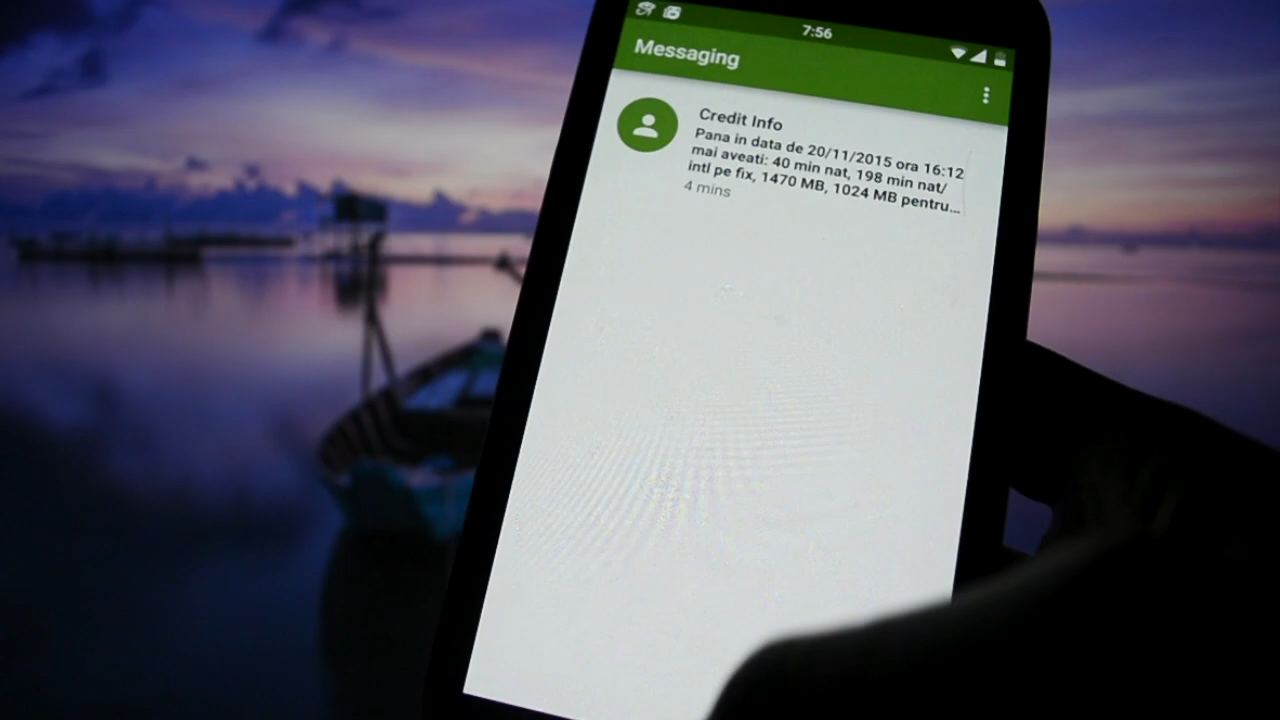 7:56
Messaging
Credit Info
Pana in data de 20/11/2015 ora 16:12
mai aveati: 40 min nat, 198 min nat/
intl pe fix, 1470 MB, 1024 MB pentru...
4 mins